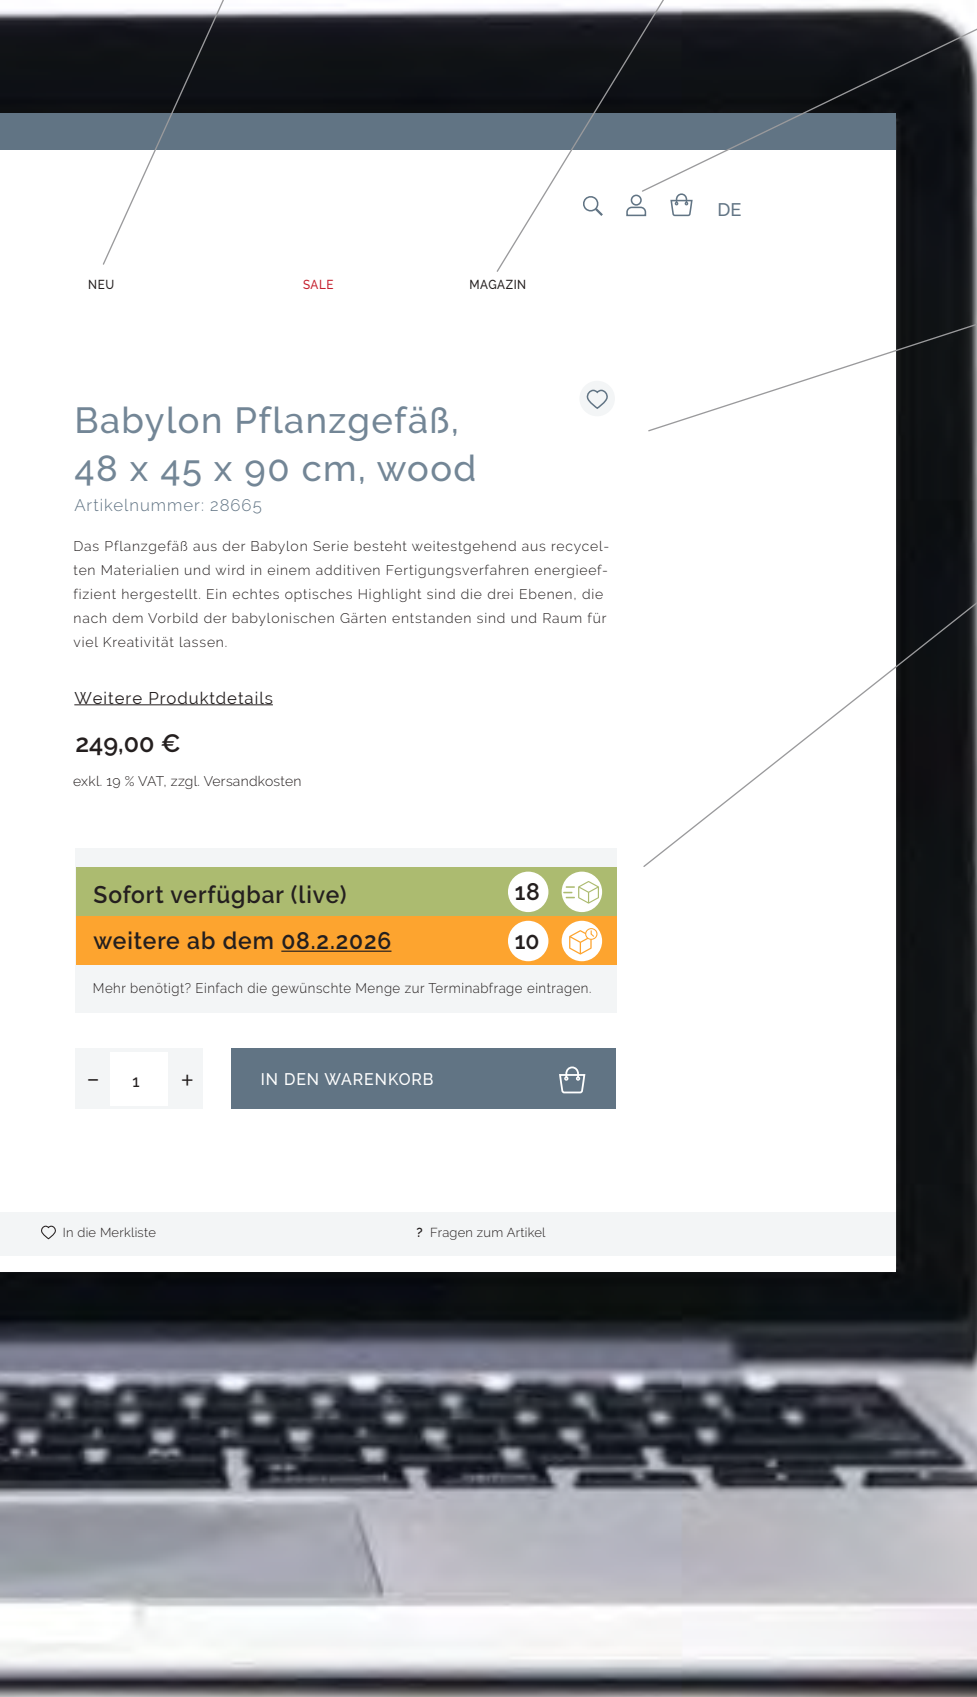 DE
NEU
SALE
MAGAZIN
Babylon Pflanzgefäß,
48 x 45 x 90 cm, wood
Artikelnummer: 28665
Das Pflanzgefäß aus der Babylon Serie besteht weitestgehend aus recycel-
ten Materialien und wird in einem additiven Fertigungsverfahren energieef-
fizient hergestellt. Ein echtes optisches Highlight sind die drei Ebenen, die
nach dem Vorbild der babylonischen Gärten entstanden sind und Raum für
viel Kreativität lassen.
Weitere Produktdetails
249,00 €
exkl. 19 % VAT, zzgl. Versandkosten
Sofort verfügbar (live) 18
weitere ab dem 08.2.2026 10
Mehr benötigt? Einfach die gewünschte Menge zur Terminabfrage eintragen.
− 1 +
IN DEN WARENKORB
In die Merkliste
? Fragen zum Artikel